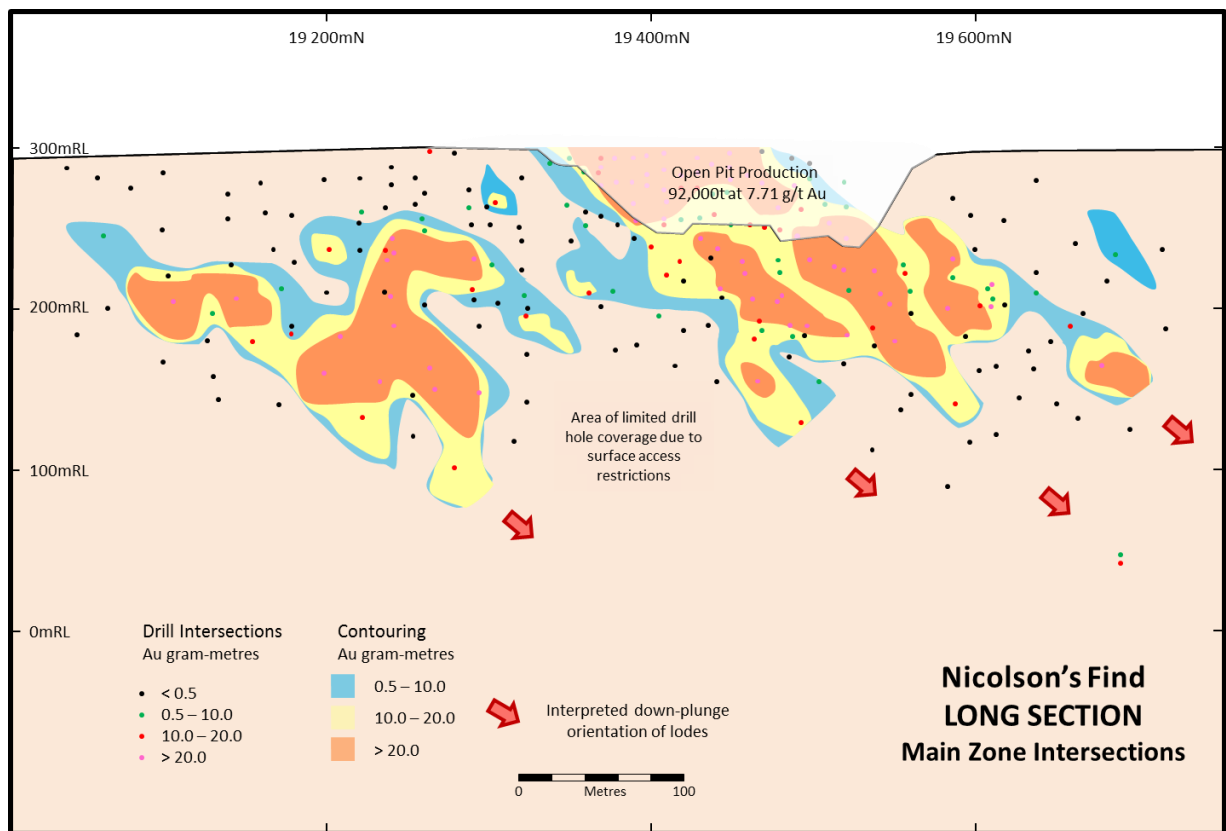 19 200mN
19 400mN
19 600mN
300mRL
Open Pit Production
92,000t at 7.71 g/t Au
200mRL
Area of limited drill
hole coverage due to
surface access
restrictions
100mRL
0mRL
Drill Intersections
Au gram-metres
< 0.5
0.5 – 10.0
10.0 – 20.0
> 20.0
Contouring
Au gram-metres
0.5 – 10.0
10.0 – 20.0
> 20.0
Interpreted down-plunge
orientation of lodes
0 Metres 100
Nicolson's Find
LONG SECTION
Main Zone Intersections